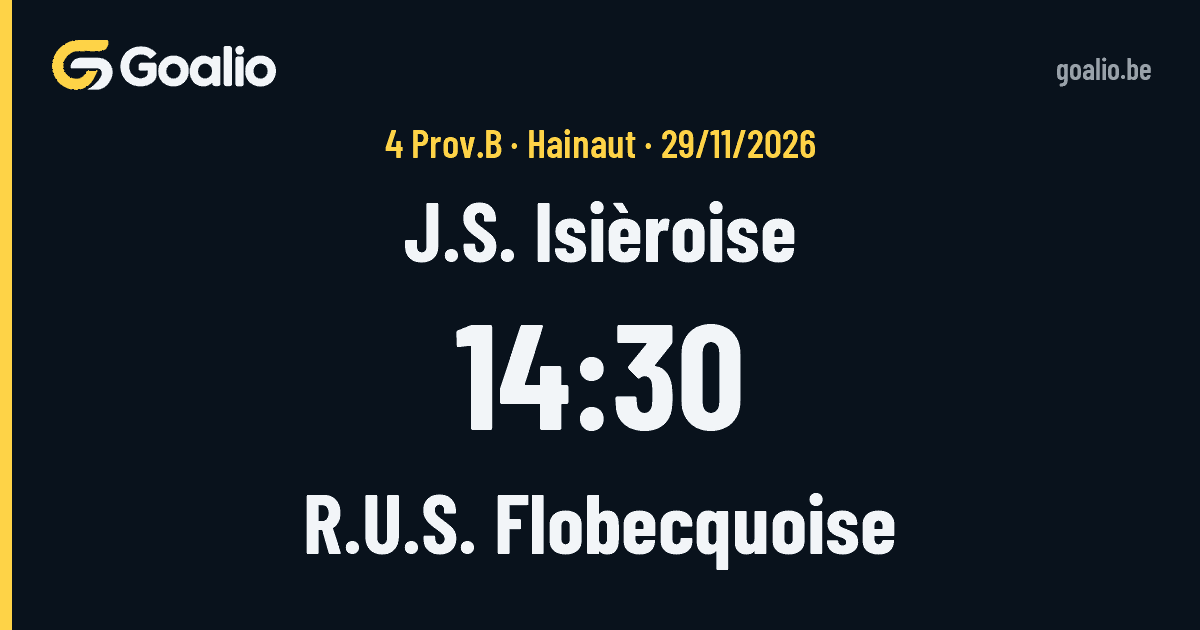 Goalio
goalio.be
4 Prov.B · Hainaut · 29/11/2026
J.S. Isièroise
14:30
R.U.S. Flobecquoise